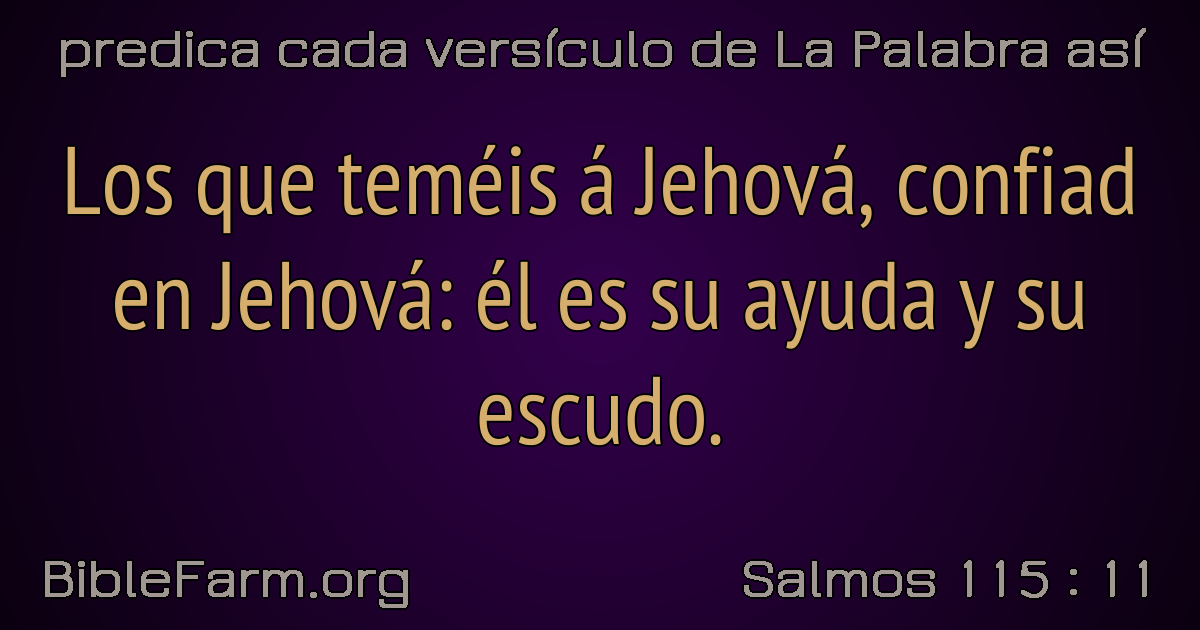 predica cada versículo de La Palabra así
Los que teméis á Jehová, confiad
en Jehová: él es su ayuda y su
escudo.
BibleFarm.org
Salmos 115 : 11